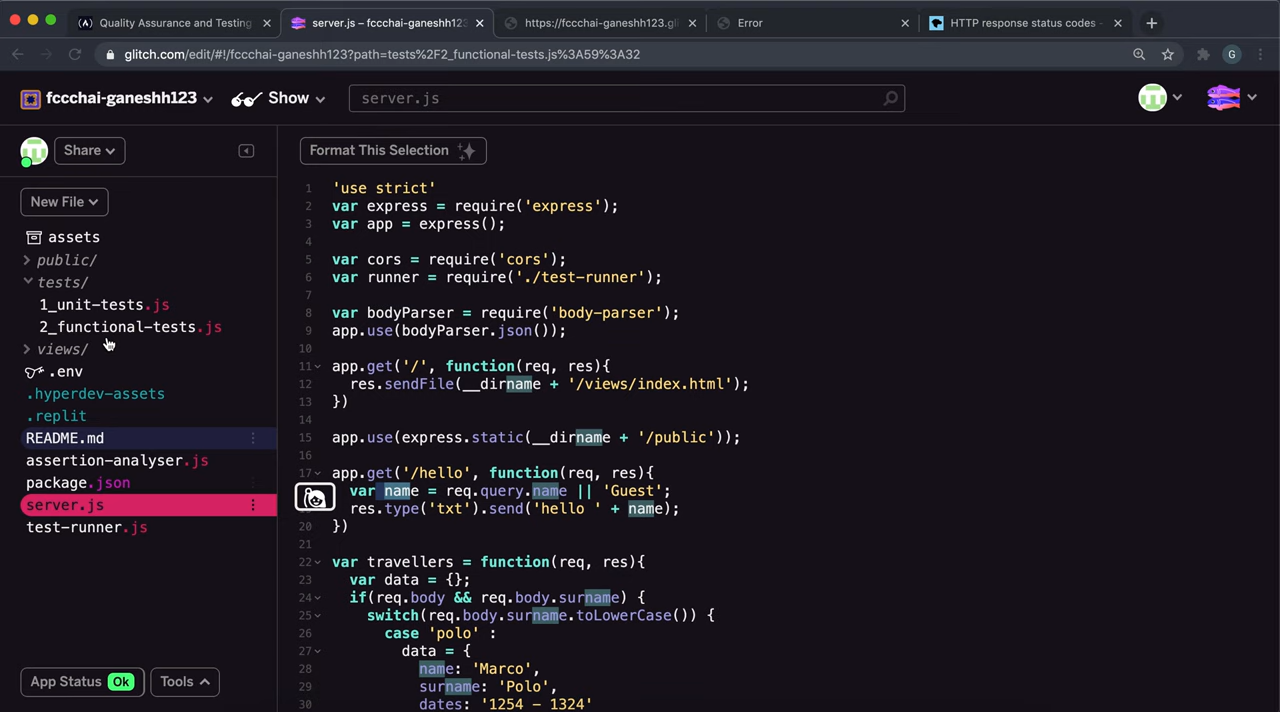 Quality Assurance and Testing
server.js – fccchai-ganeshh123
https://fccchai-ganeshh123.gli
Error
HTTP response status codes -
glitch.com/edit/#!/fccchai-ganeshh123?path=tests%2F2_functional-tests.js%3A59%3A32
G
fccchai-ganeshh123
Show
server.js
Share
Format This Selection
New File
assets
public/
tests/
1_unit-tests.js
2_functional-tests.js
views/
.env
.hyperdev-assets
.replit
README.md
assertion-analyser.js
package.json
server.js
test-runner.js
App Status Ok
Tools
1 'use strict'
2 var express = require('express');
3 var app = express();
4
5 var cors = require('cors');
6 var runner = require('./test-runner');
7
8 var bodyParser = require('body-parser');
9 app.use(bodyParser.json());
10
11 app.get('/', function(req, res){
12 res.sendFile(__dirname + '/views/index.html');
13 })
14
15 app.use(express.static(__dirname + '/public'));
16
17 app.get('/hello', function(req, res){
var name = req.query.name || 'Guest';
res.type('txt').send('hello ' + name);
20 })
21
22 var travellers = function(req, res){
23 var data = {};
24 if(req.body && req.body.surname) {
25 switch(req.body.surname.toLowerCase()) {
26 case 'polo' :
27 data = {
28 name: 'Marco',
29 surname: 'Polo',
30 dates: '1254 - 1324'